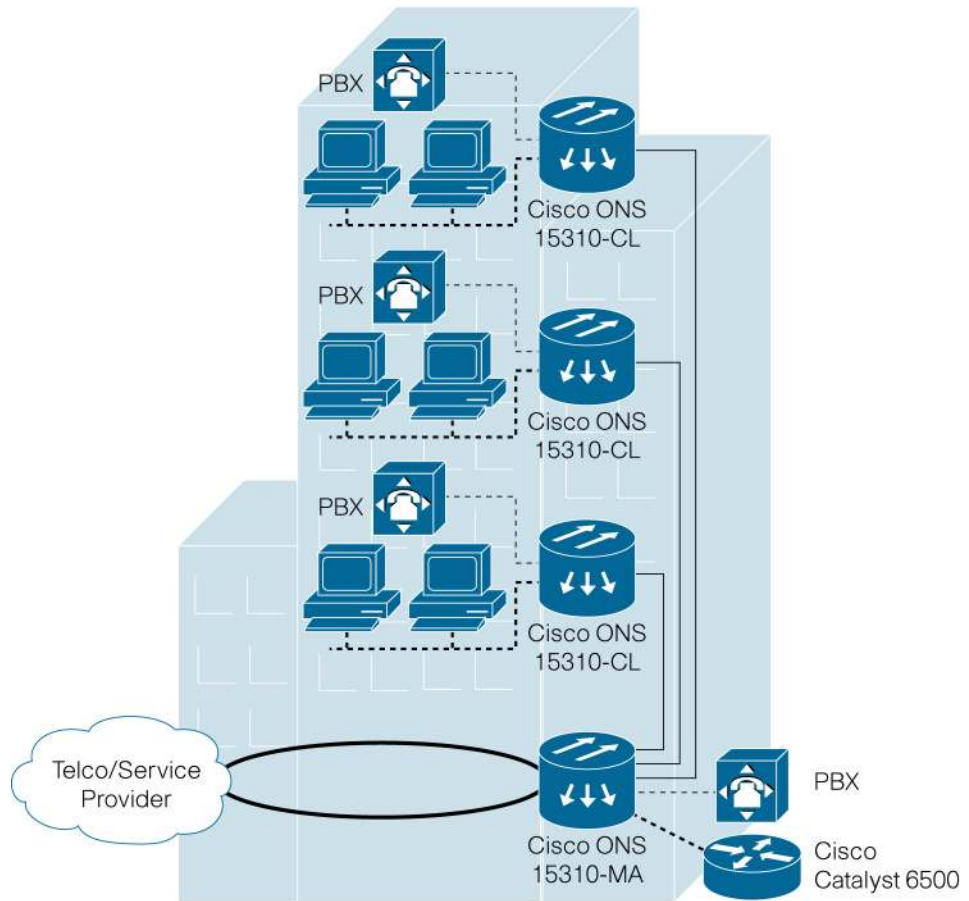 PBX
Cisco ONS
15310-CL
PBX
Cisco ONS
15310-CL
PBX
Cisco ONS
15310-CL
Telco/Service
Provider
Cisco ONS
15310-MA
PBX
Cisco
Catalyst 6500